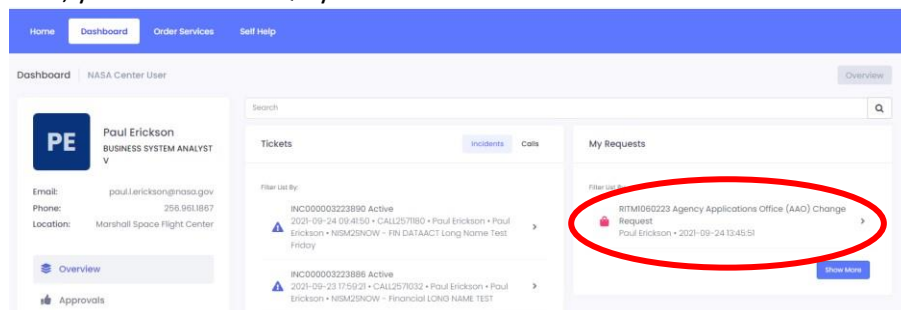 Home Dashboard Order Services Self Help
Dashboard NASA Center User Overview
Search
PE
Paul Erickson
BUSINESS SYSTEM ANALYST
V
Email: paul.l.erickson@nasa.gov
Phone: 256.961.1867
Location: Marshall Space Flight Center
Overview
Approvals
Tickets Incidents Calls
Filter List By:
INC000003223890 Active
2021-09-24 09:41:50 • CALL2571180 • Paul Erickson • Paul
Erickson • NISM2SNOW - FIN DATAACT Long Name Test
Friday
INC000003223886 Active
2021-09-23 17:59:21 • CALL2571032 • Paul Erickson • Paul
Erickson • NISM2SNOW - Financial LONG NAME TEST
My Requests
Filter List By:
RITM1060223 Agency Applications Office (AAO) Change
Request
Paul Erickson • 2021-09-24 13:45:51
Show More